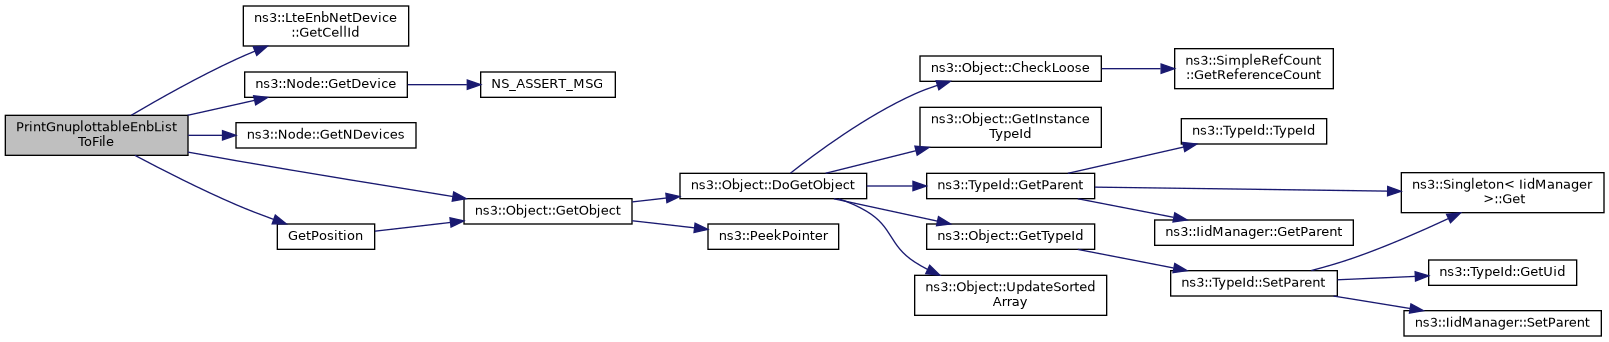 PrintGnuplottableEnbList
ToFile
ns3::LteEnbNetDevice
::GetCellId
ns3::Node::GetDevice
NS_ASSERT_MSG
ns3::Node::GetNDevices
GetPosition
ns3::Object::GetObject
ns3::Object::DoGetObject
ns3::PeekPointer
ns3::Object::CheckLoose
ns3::SimpleRefCount
::GetReferenceCount
ns3::Object::GetInstance
TypeId
ns3::TypeId::GetParent
ns3::Object::GetTypeId
ns3::Object::UpdateSorted
Array
ns3::TypeId::TypeId
ns3::IidManager::GetParent
ns3::TypeId::SetParent
ns3::Singleton< IidManager
>::Get
ns3::TypeId::GetUid
ns3::IidManager::SetParent